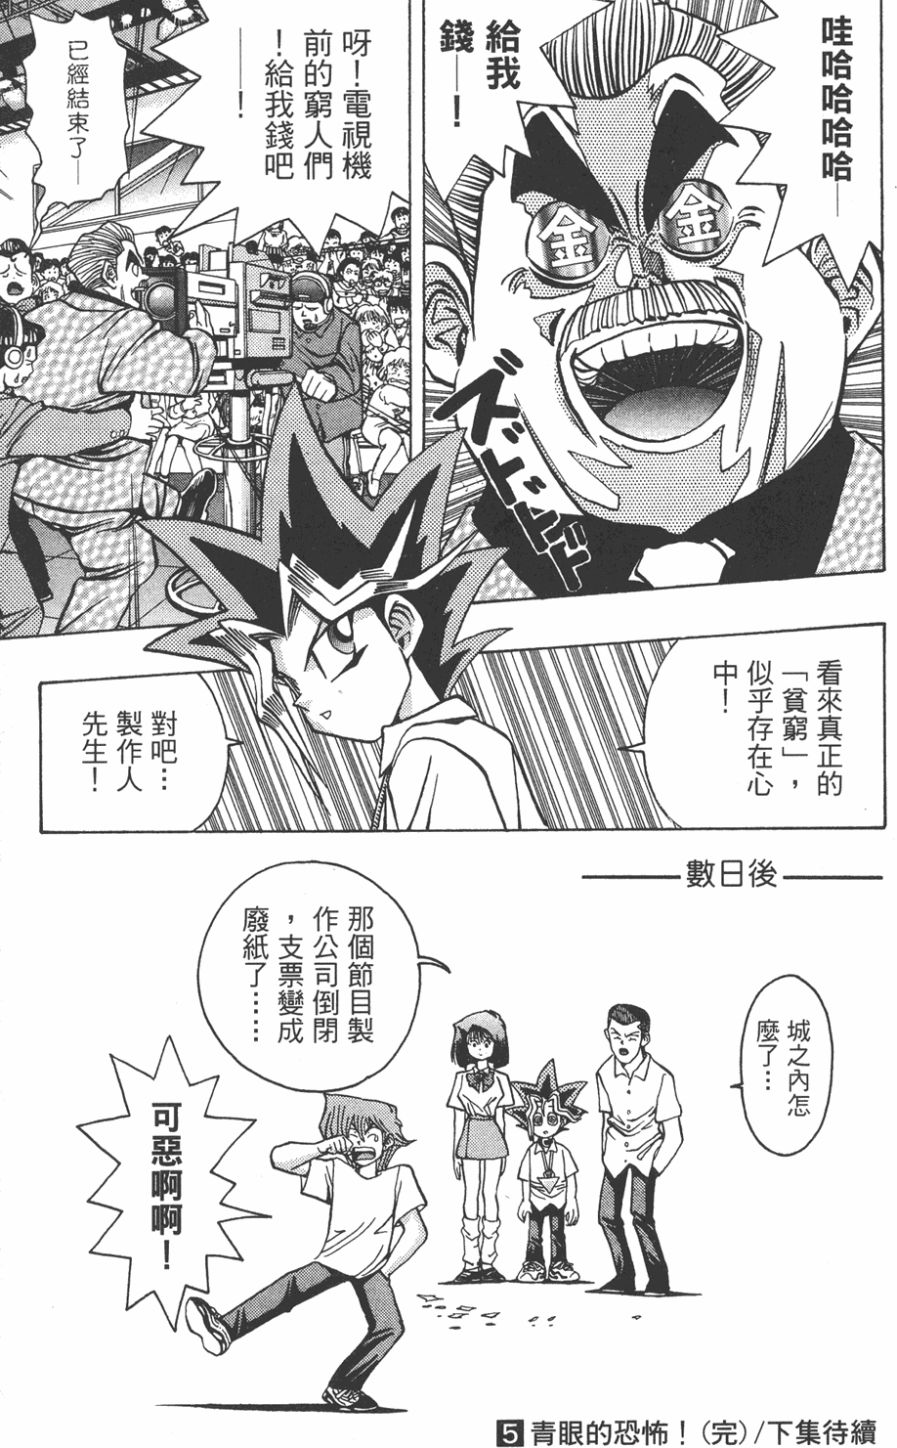 哇哈哈哈哈——
給我
錢——!
金
金
ズドドドド
呀!電視機
前的窮人們
!給我錢吧
——!
已經結束了——
看來真正的
「貧窮」,
似乎存在心
中!
對吧…
製作人
先生!
數日後
城之內怎
麼了…
那個節目製
作公司倒閉
,支票變成
廢紙了……
可惡啊啊!
5 青眼的恐怖!(完)/下集待續